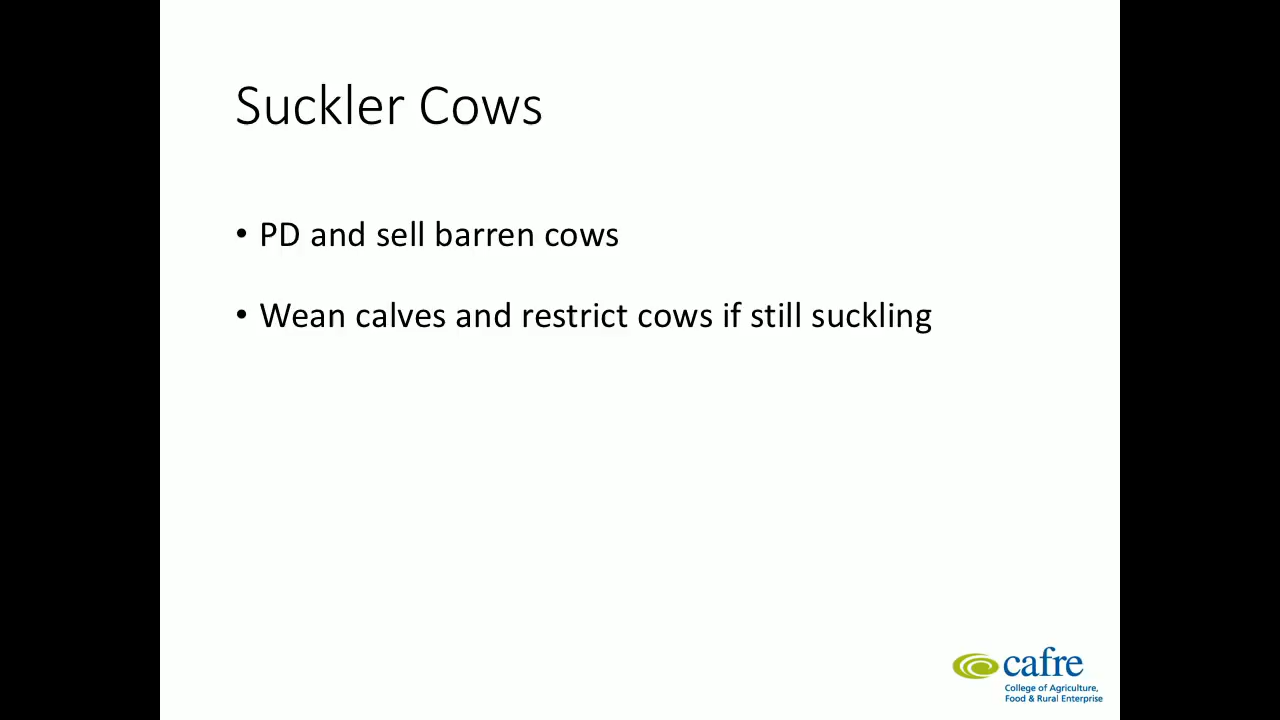 Suckler Cows
• PD and sell barren cows
• Wean calves and restrict cows if still suckling
cafre
College of Agriculture,
Food & Rural Enterprise